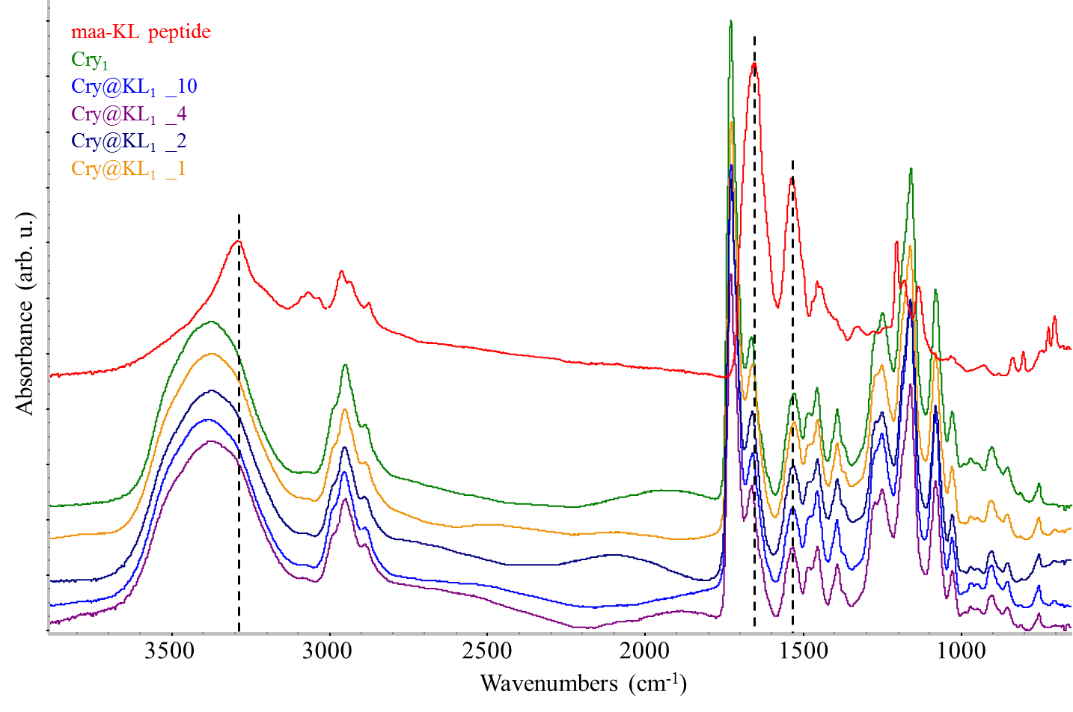 maa-KL peptide
Cry₁
Cry@KL₁ _10
Cry@KL₁ _4
Cry@KL₁ _2
Cry@KL₁ _1
Absorbance (arb. u.)
3500 3000 2500 2000 1500 1000
Wavenumbers (cm⁻¹)